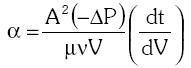 α = A²(−ΔP)/μνV (dt/dV)